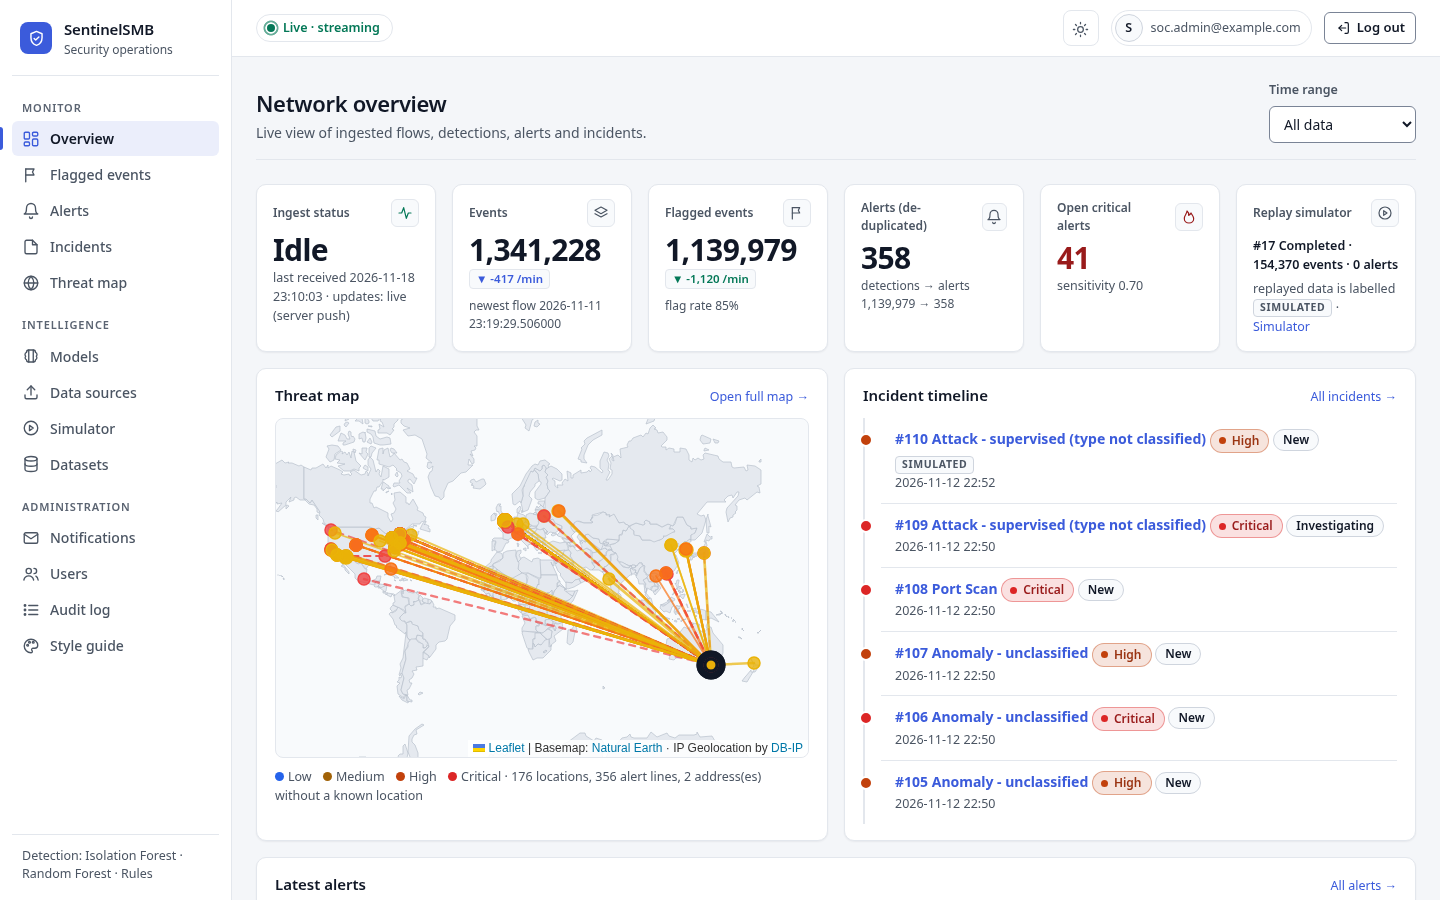 SentinelSMB
Security operations
MONITOR
Overview
Flagged events
Alerts
Incidents
Threat map
INTELLIGENCE
Models
Data sources
Simulator
Datasets
ADMINISTRATION
Notifications
Users
Audit log
Style guide
Detection: Isolation Forest ·
Random Forest · Rules
Live · streaming
S
soc.admin@example.com
Log out
Network overview
Live view of ingested flows, detections, alerts and incidents.
Time range
All data
Ingest status
Idle
last received 2026-11-18
23:10:03 · updates: live
(server push)
Events
1,341,228
▼ -417 /min
newest flow 2026-11-11
23:19:29.506000
Flagged events
1,139,979
▼ -1,120 /min
flag rate 85%
Alerts (de-
duplicated)
358
detections → alerts
1,139,979 → 358
Open critical
alerts
41
sensitivity 0.70
Replay simulator
#17 Completed ·
154,370 events · 0 alerts
replayed data is labelled
SIMULATED ·
Simulator
Threat map
Open full map →
Leaflet | Basemap: Natural Earth · IP Geolocation by DB-IP
Low Medium High Critical · 176 locations, 356 alert lines, 2 address(es)
without a known location
Incident timeline
All incidents →
#110 Attack - supervised (type not classified) High New
SIMULATED
2026-11-12 22:52
#109 Attack - supervised (type not classified) Critical Investigating
2026-11-12 22:50
#108 Port Scan Critical New
2026-11-12 22:50
#107 Anomaly - unclassified High New
2026-11-12 22:50
#106 Anomaly - unclassified Critical New
2026-11-12 22:50
#105 Anomaly - unclassified High New
2026-11-12 22:50
Latest alerts
All alerts →